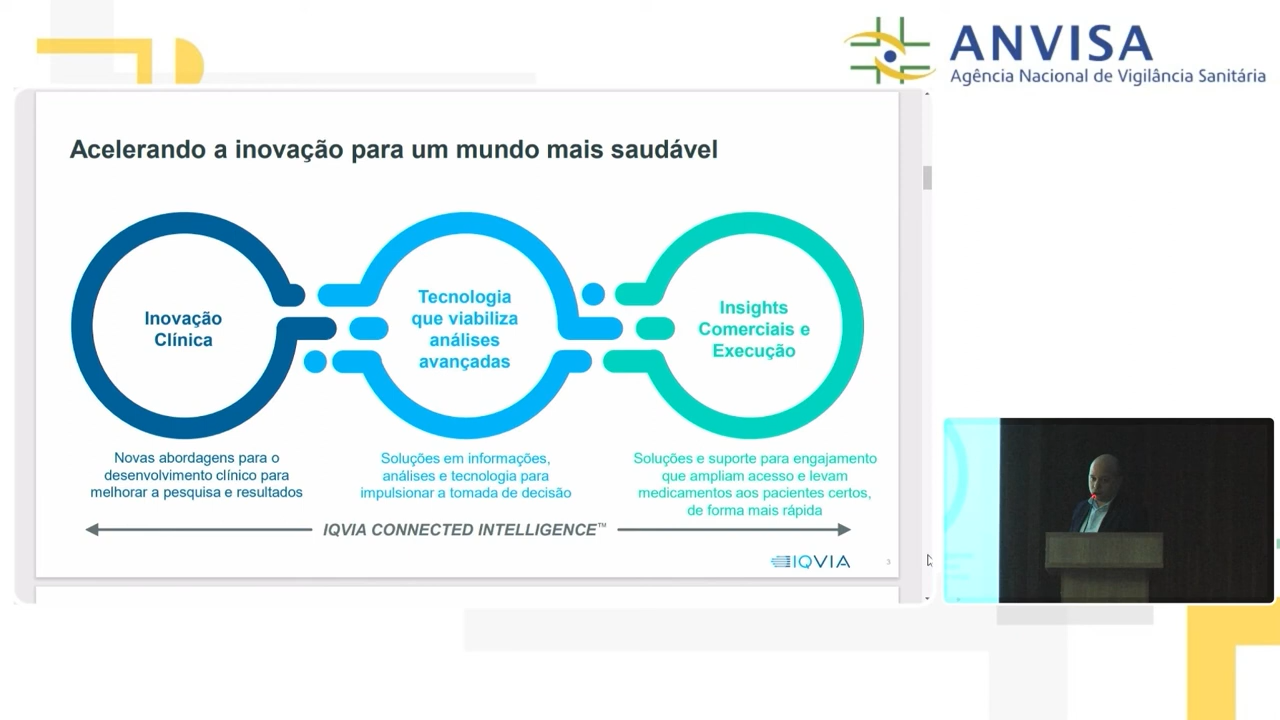 ANVISA
Agência Nacional de Vigilância Sanitária
Acelerando a inovação para um mundo mais saudável
Inovação
Clínica
Tecnologia
que viabiliza
análises
avançadas
Insights
Comerciais e
Execução
Novas abordagens para o
desenvolvimento clínico para
melhorar a pesquisa e resultados
Soluções em informações,
análises e tecnologia para
impulsionar a tomada de decisão
Soluções e suporte para engajamento
que ampliam acesso e levam
medicamentos aos pacientes certos,
de forma mais rápida
IQVIA CONNECTED INTELLIGENCE™
IQVIA
3